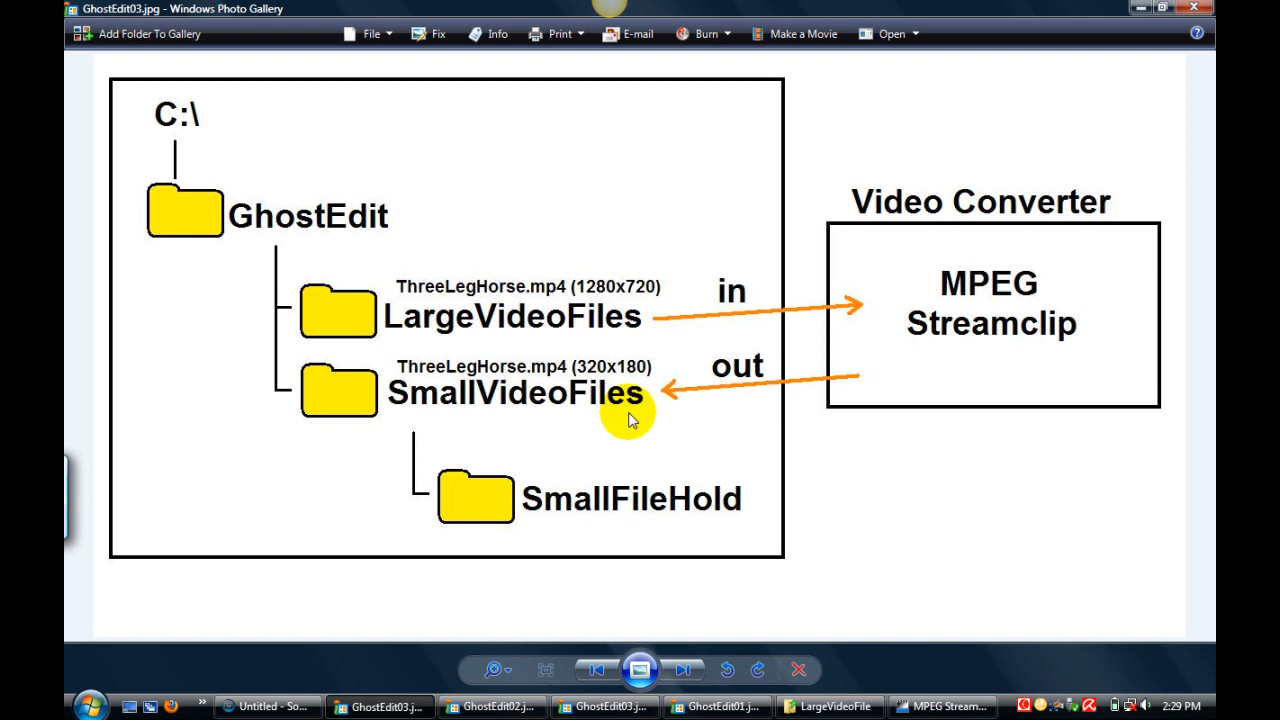 GhostEdit03.jpg - Windows Photo Gallery
Add Folder To Gallery
File
Fix
Info
Print
E-mail
Burn
Make a Movie
Open
C:\
GhostEdit
ThreeLegHorse.mp4 (1280x720)
LargeVideoFiles
in
ThreeLegHorse.mp4 (320x180)
SmallVideoFiles
out
SmallFileHold
Video Converter
MPEG
Streamclip
Untitled - So...
GhostEdit03.j...
GhostEdit02.j...
GhostEdit03.j...
GhostEdit01.j...
LargeVideoFile
MPEG Stream...
2:29 PM